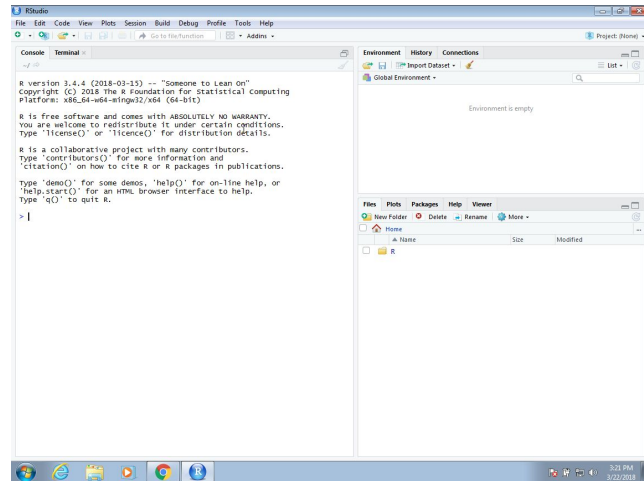 RStudio
File Edit Code View Plots Session Build Debug Profile Tools Help
Go to file/function Addins Project: (None)
Console Terminal
~/
R version 3.4.4 (2018-03-15) -- "Someone to Lean On"
Copyright (C) 2018 The R Foundation for Statistical Computing
Platform: x86_64-w64-mingw32/x64 (64-bit)
R is free software and comes with ABSOLUTELY NO WARRANTY.
You are welcome to redistribute it under certain conditions.
Type 'license()' or 'licence()' for distribution details.
R is a collaborative project with many contributors.
Type 'contributors()' for more information and
'citation()' on how to cite R or R packages in publications.
Type 'demo()' for some demos, 'help()' for on-line help, or
'help.start()' for an HTML browser interface to help.
Type 'q()' to quit R.
>
Environment History Connections
Import Dataset List
Global Environment
Environment is empty
Files Plots Packages Help Viewer
New Folder Delete Rename More
Home ...
Name Size Modified
R
3:21 PM
3/22/2018